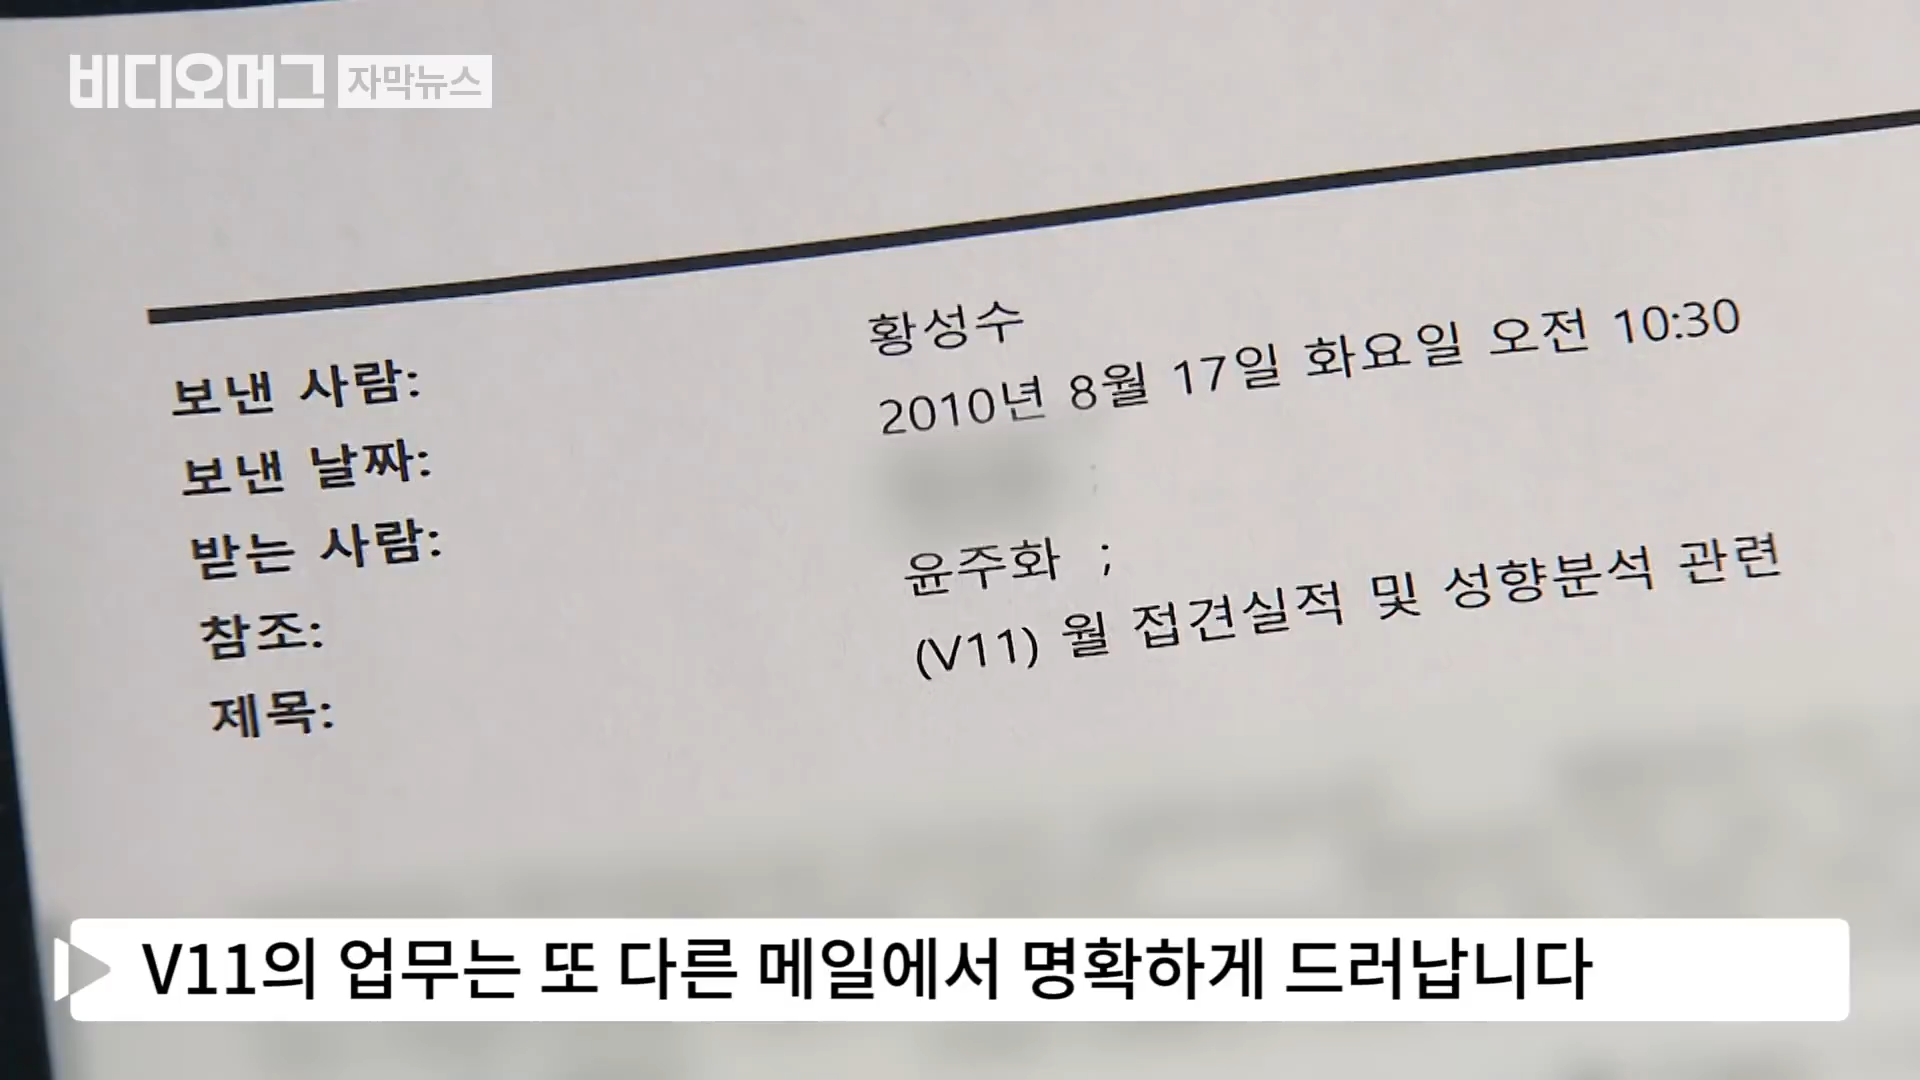 비디오머그 자막뉴스
보낸 사람: 황성수
보낸 날짜: 2010년 8월 17일 화요일 오전 10:30
받는 사람:
참조: 윤주화 ;
제목: (V11) 월 접견실적 및 성향분석 관련
V11의 업무는 또 다른 메일에서 명확하게 드러납니다